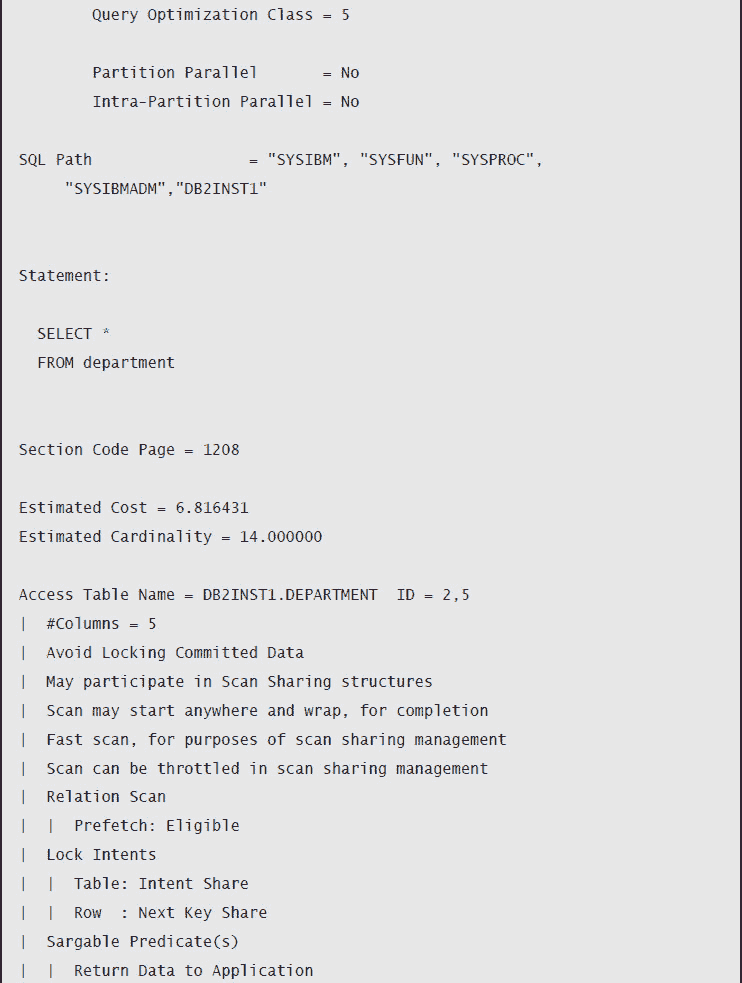 Query Optimization Class = 5
Partition Parallel       = No
Intra-Partition Parallel = No
SQL Path                 = "SYSIBM", "SYSFUN", "SYSPROC",
"SYSIBMADM","DB2INST1"
Statement:
SELECT *
FROM department
Section Code Page = 1208
Estimated Cost = 6.816431
Estimated Cardinality = 14.000000
Access Table Name = DB2INST1.DEPARTMENT  ID = 2,5
|  #Columns = 5
|  Avoid Locking Committed Data
|  May participate in Scan Sharing structures
|  Scan may start anywhere and wrap, for completion
|  Fast scan, for purposes of scan sharing management
|  Scan can be throttled in scan sharing management
|  Relation Scan
|  |  Prefetch: Eligible
|  Lock Intents
|  |  Table: Intent Share
|  |  Row  : Next Key Share
|  Sargable Predicate(s)
|  |  Return Data to Application